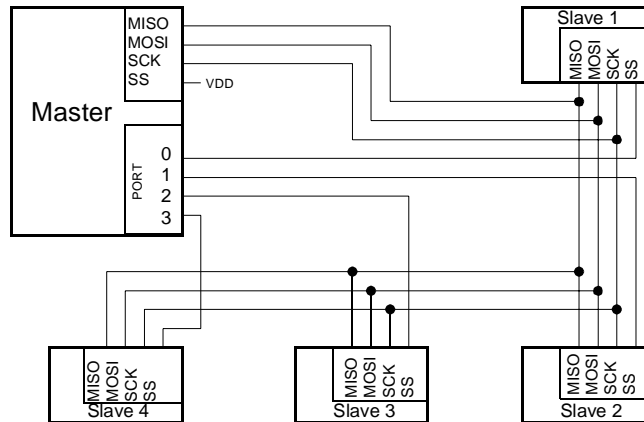 MISO
MOSI
SCK
SS
VDD
Master
PORT
0
1
2
3
Slave 1
MISO
MOSI
SCK
SS
MISO
MOSI
SCK
SS
Slave 4
MISO
MOSI
SCK
SS
Slave 3
MISO
MOSI
SCK
SS
Slave 2